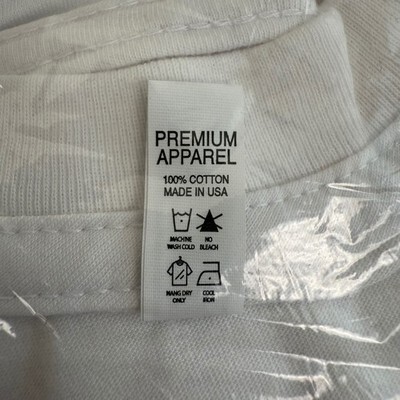 PREMIUM
APPAREL
100% COTTON
MADE IN USA
MACHINE NO
WASH COLD BLEACH
HANG DRY COOL
ONLY IRON